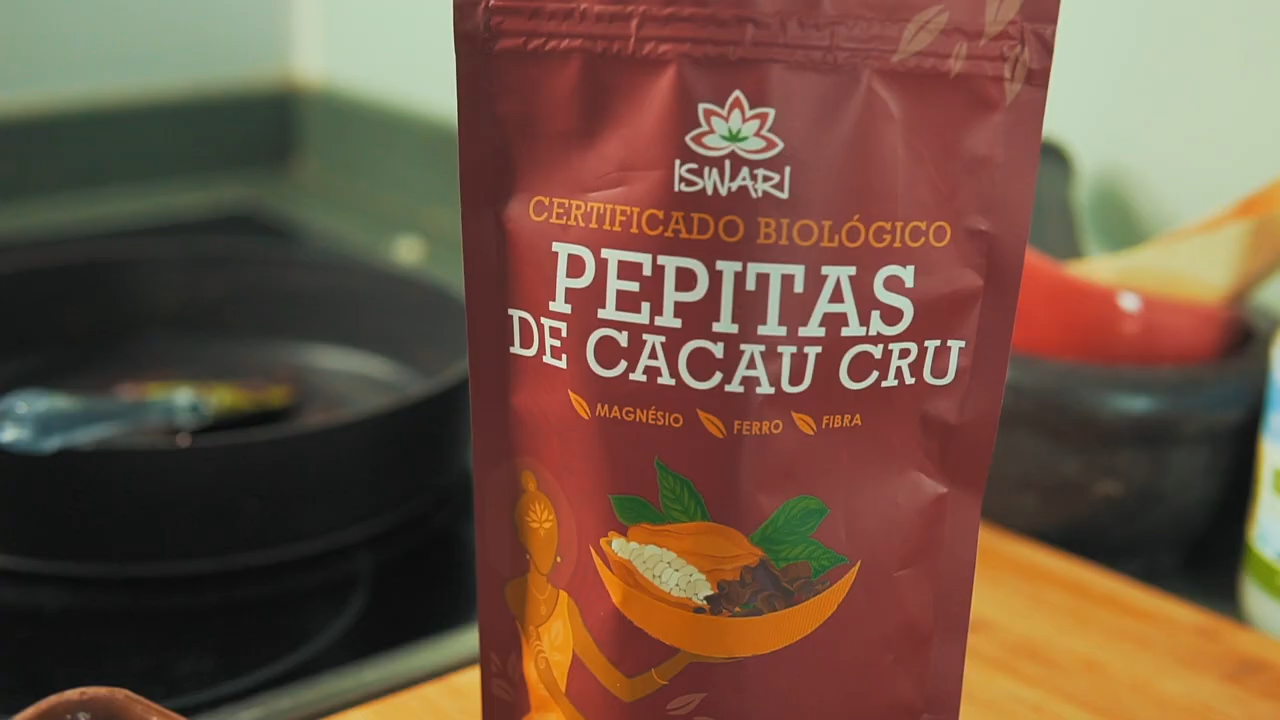 ISWARI
CERTIFICADO BIOLÓGICO
PEPITAS
DE CACAU CRU
MAGNÉSIO FERRO FIBRA